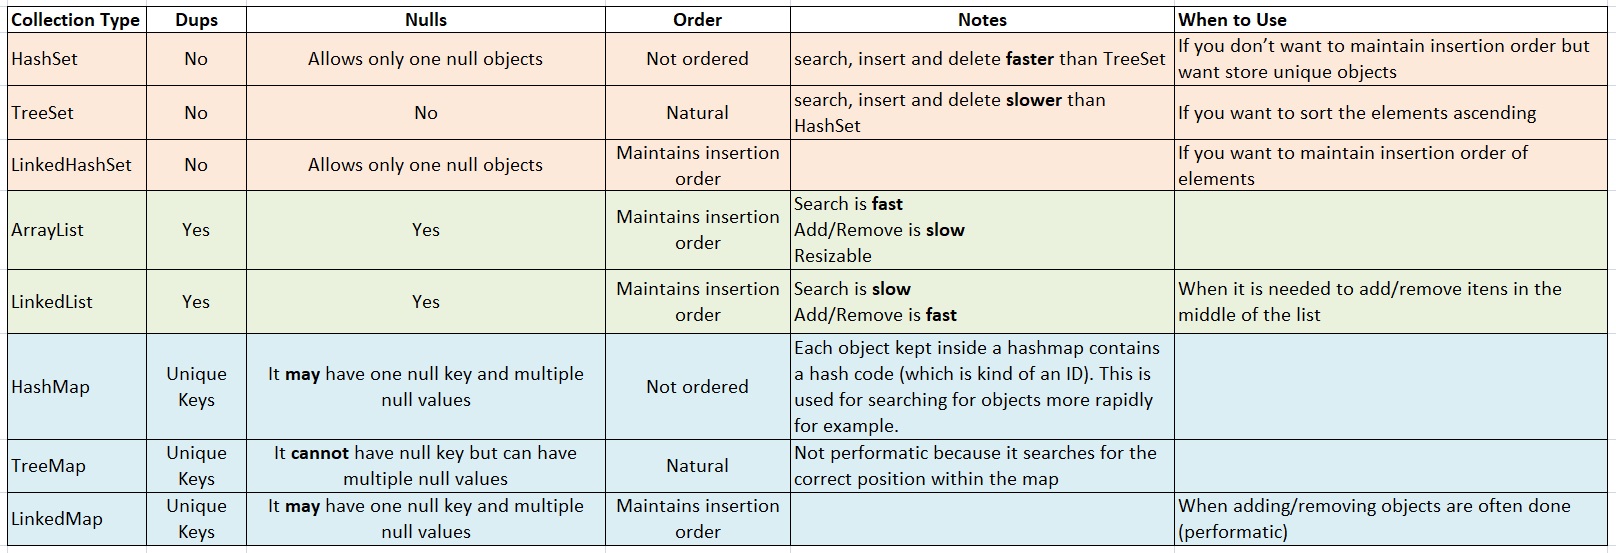 Collection Type Dups Nulls Order Notes When to Use
HashSet No Allows only one null objects Not ordered search, insert and delete faster than TreeSet If you don’t want to maintain insertion order but
want store unique objects
TreeSet No No Natural search, insert and delete slower than
HashSet If you want to sort the elements ascending
LinkedHashSet No Allows only one null objects Maintains insertion
order If you want to maintain insertion order of
elements
ArrayList Yes Yes Maintains insertion
order Search is fast
Add/Remove is slow
Resizable
LinkedList Yes Yes Maintains insertion
order Search is slow
Add/Remove is fast When it is needed to add/remove itens in the
middle of the list
HashMap Unique
Keys It may have one null key and multiple
null values Not ordered Each object kept inside a hashmap contains
a hash code (which is kind of an ID). This is
used for searching for objects more rapidly
for example.
TreeMap Unique
Keys It cannot have null key but can have
multiple null values Natural Not performatic because it searches for the
correct position within the map
LinkedMap Unique
Keys It may have one null key and multiple
null values Maintains insertion
order When adding/removing objects are often done
(performatic)